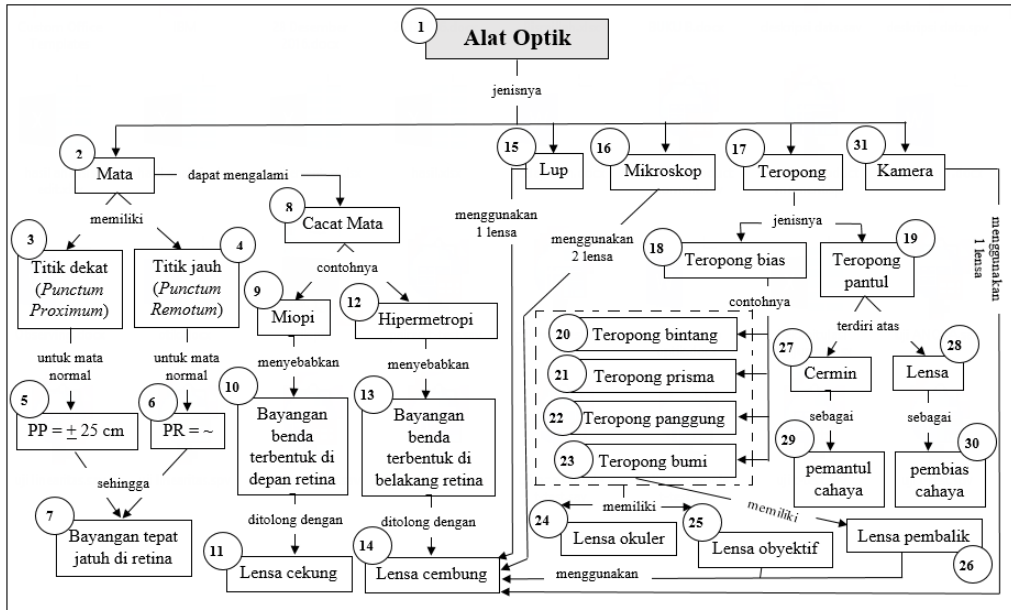 1
Alat Optik
jenisnya
2
Mata
dapat mengalami
memiliki
3
Titik dekat
(Punctum
Proximum)
4
Titik jauh
(Punctum
Remotum)
untuk mata
normal
untuk mata
normal
5
PP = ± 25 cm
6
PR = ~
sehingga
7
Bayangan tepat
jatuh di retina
8
Cacat Mata
contohnya
9
Miopi
menyebabkan
10
Bayangan
benda
terbentuk di
depan retina
ditolong dengan
11
Lensa cekung
12
Hipermetropi
menyebabkan
13
Bayangan
benda
terbentuk di
belakang retina
ditolong dengan
14
Lensa cembung
15
Lup
menggunakan
1 lensa
16
Mikroskop
menggunakan
2 lensa
17
Teropong
jenisnya
18
Teropong bias
contohnya
19
Teropong
pantul
terdiri atas
20
Teropong bintang
21
Teropong prisma
22
Teropong panggung
23
Teropong bumi
memiliki
24
Lensa okuler
25
Lensa obyektif
memiliki
Lensa pembalik
26
menggunakan
27
Cermin
sebagai
28
Lensa
sebagai
29
pemantul
cahaya
30
pembias
cahaya
31
Kamera
menggunakan
1 lensa